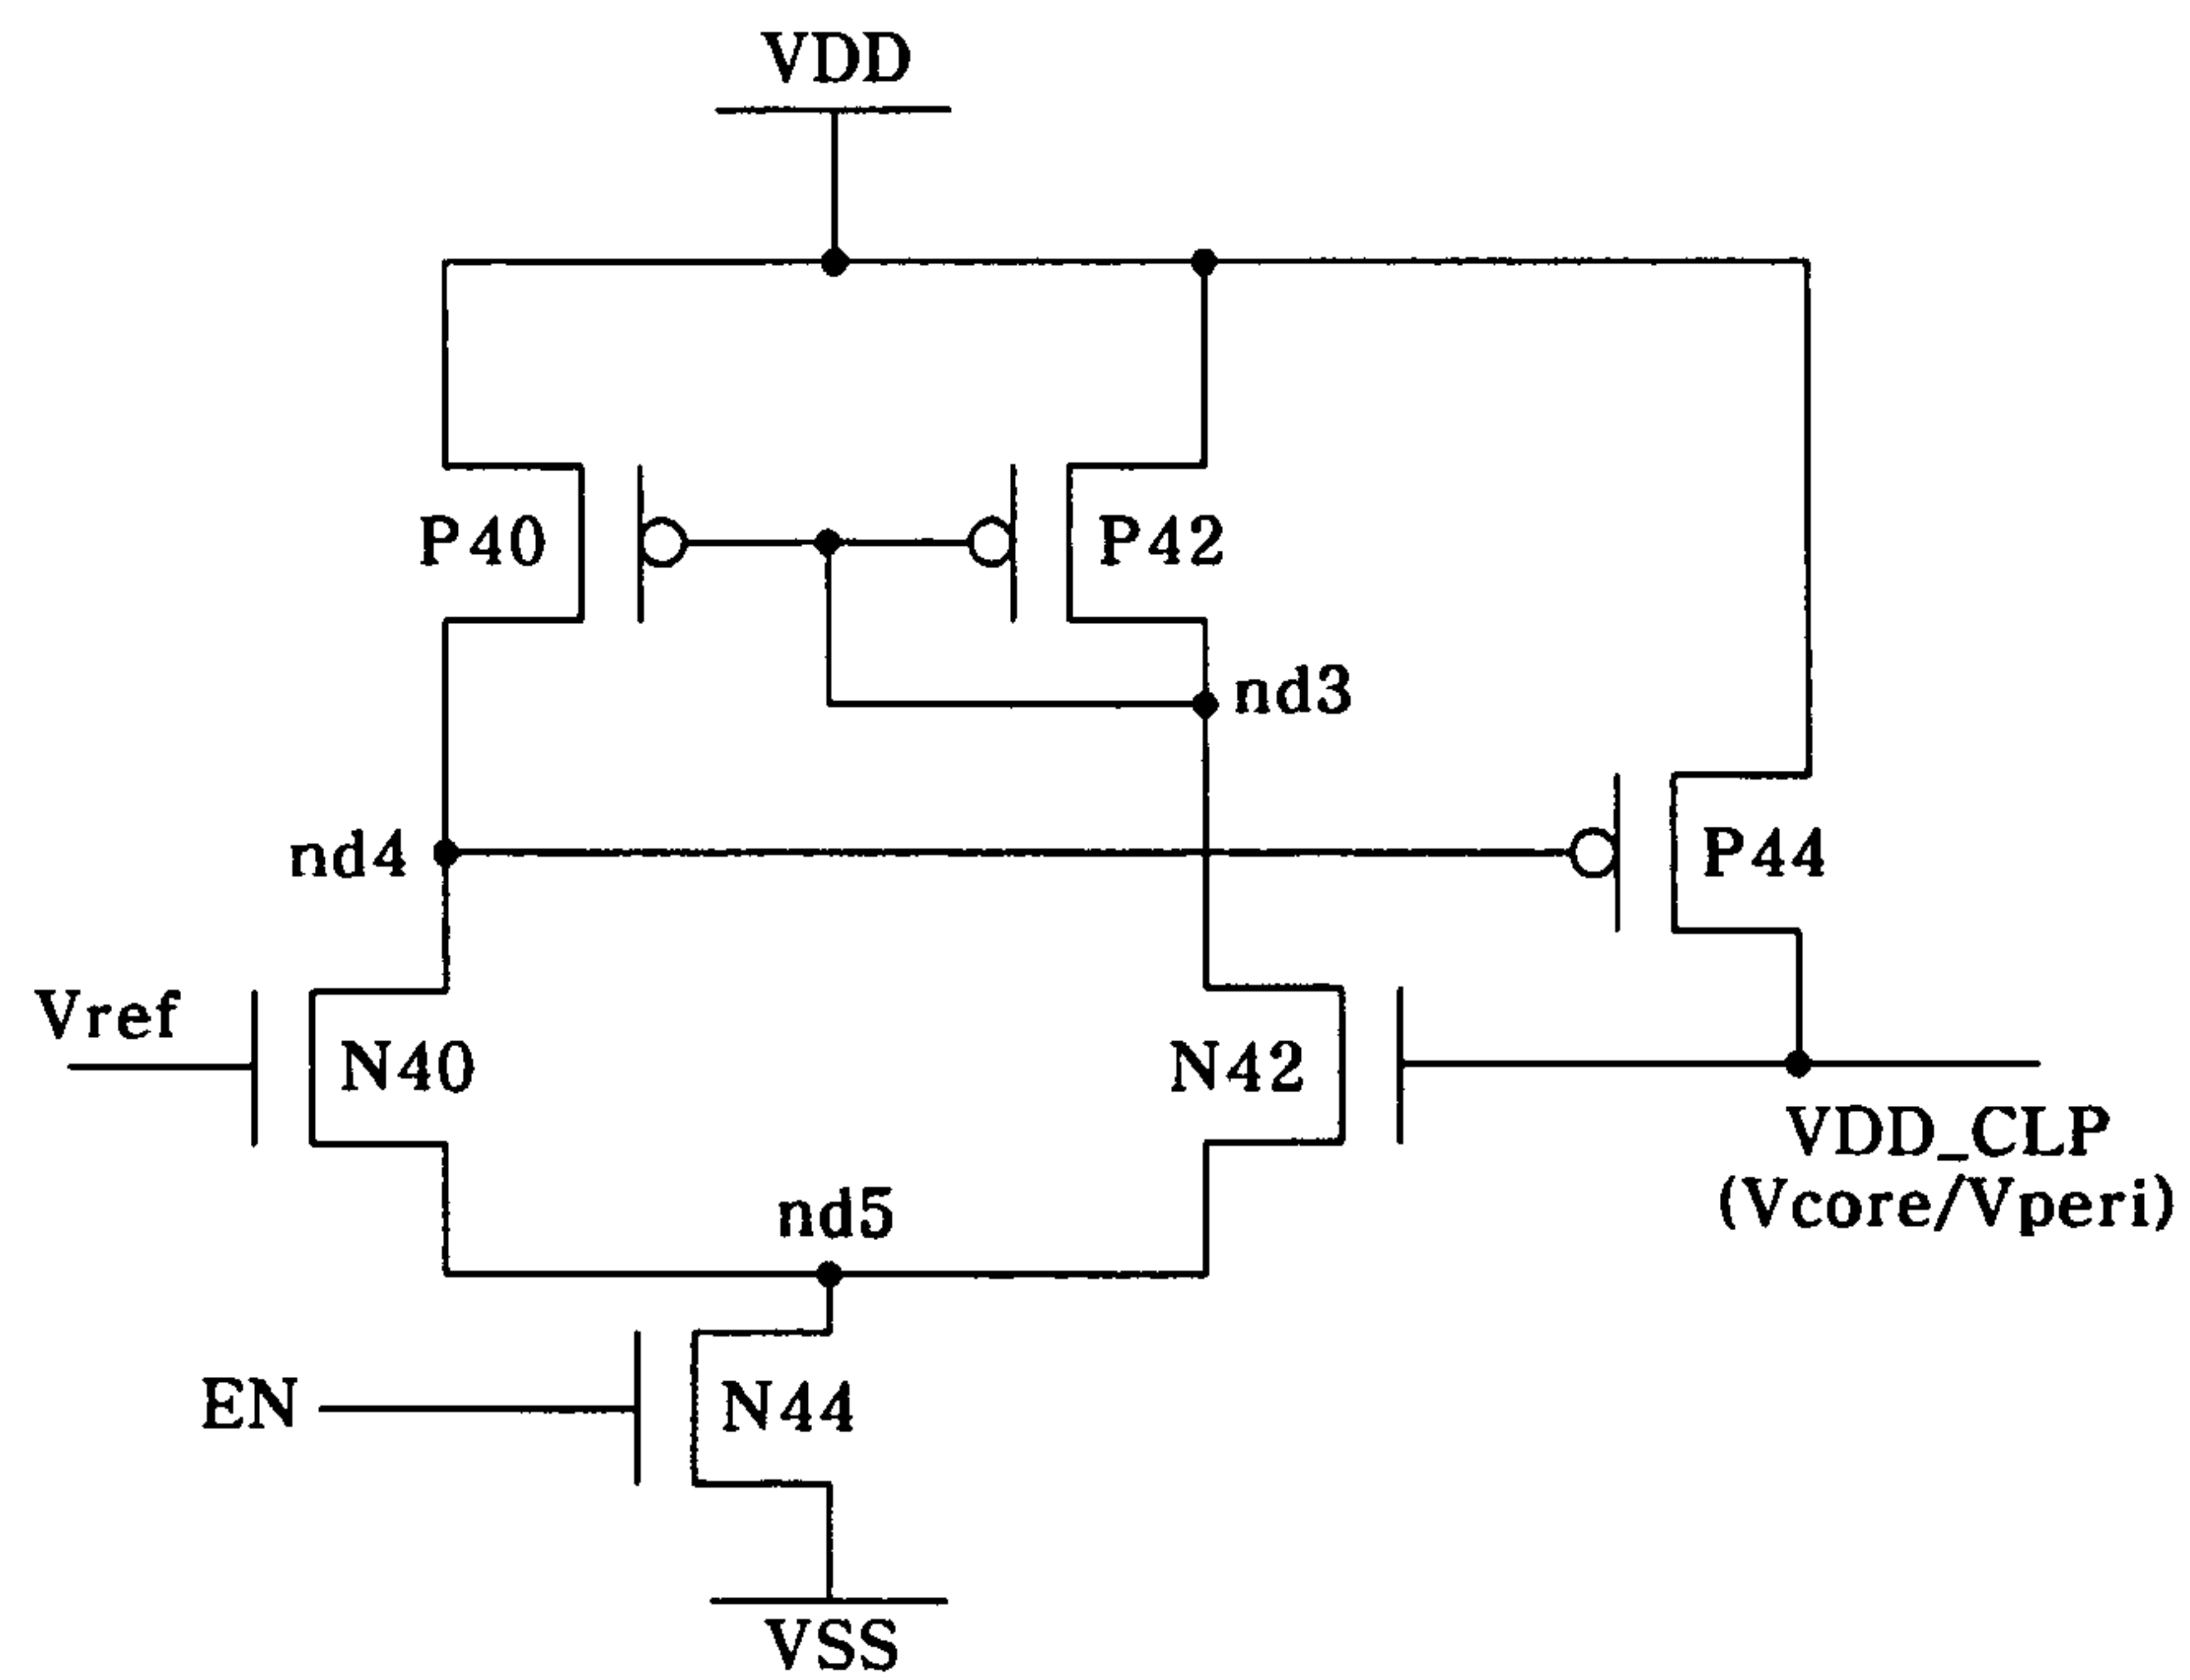 VDD
P40
P42
nd3
nd4
P44
Vref
N40
N42
VDD_CLP
(Vcore/Vperi)
nd5
EN
N44
VSS